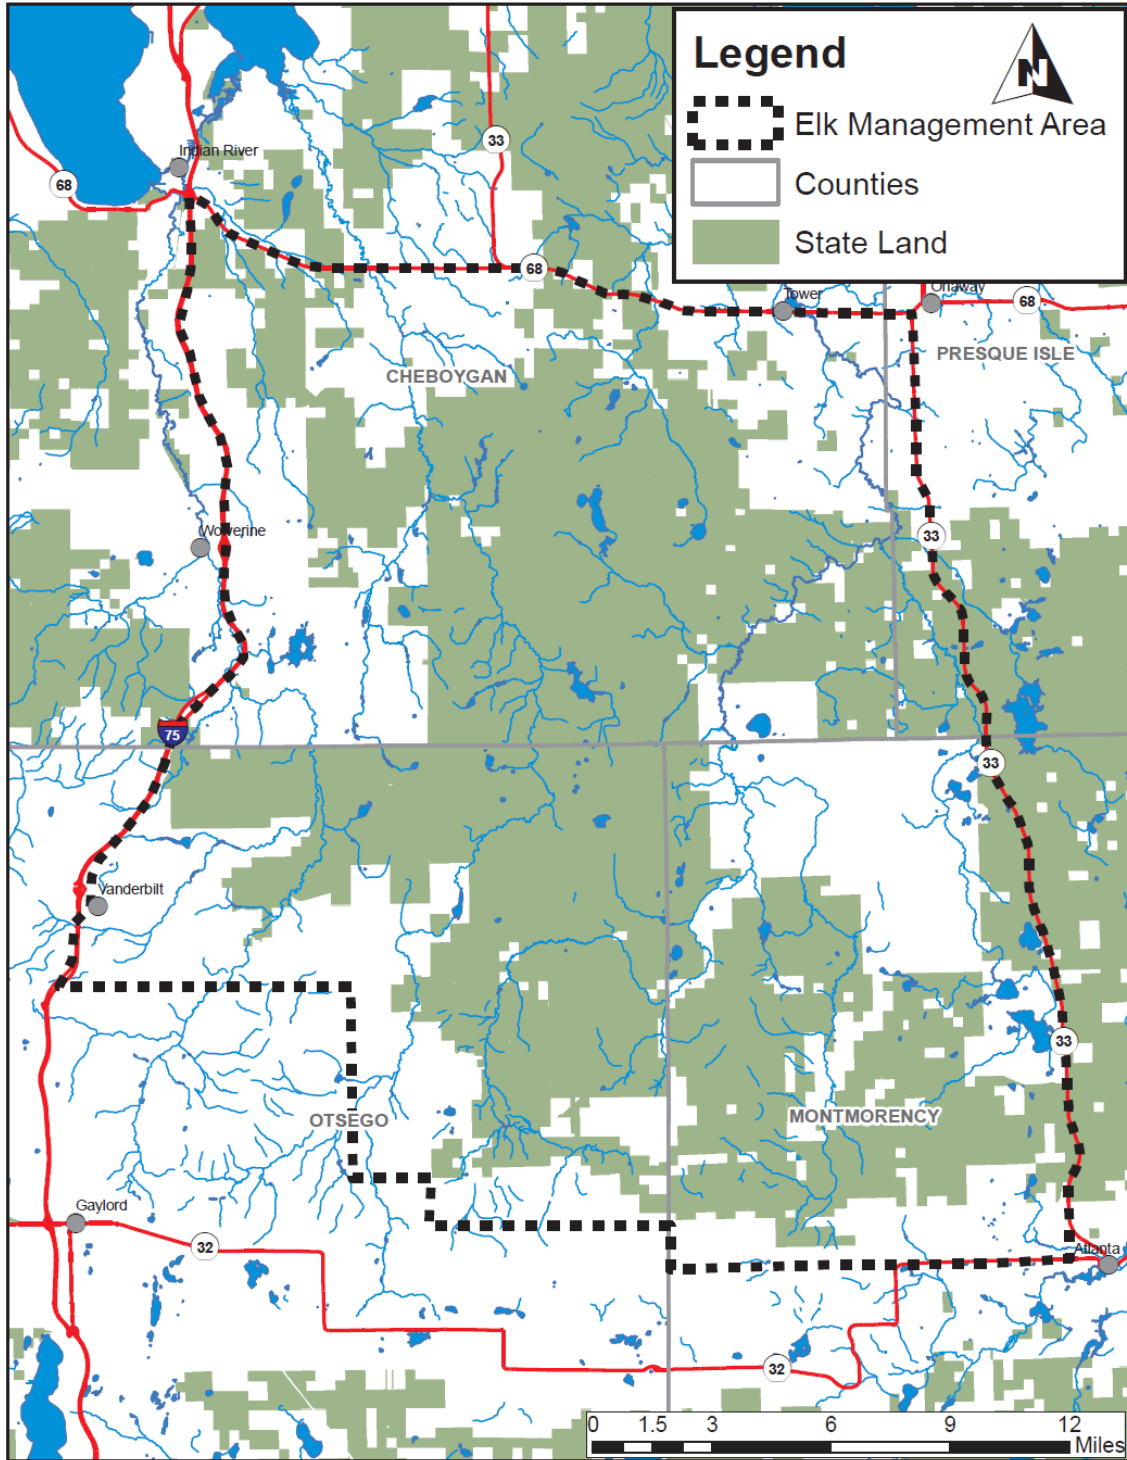 Legend
N
Elk Management Area
Counties
State Land
33
Indian River
68
68
Tower
Onaway
68
PRESQUE ISLE
CHEBOYGAN
33
Wolverine
75
33
Vanderbilt
33
OTSEGO
MONTMORENCY
Gaylord
32
Atlanta
32
0 1.5 3 6 9 12
Miles